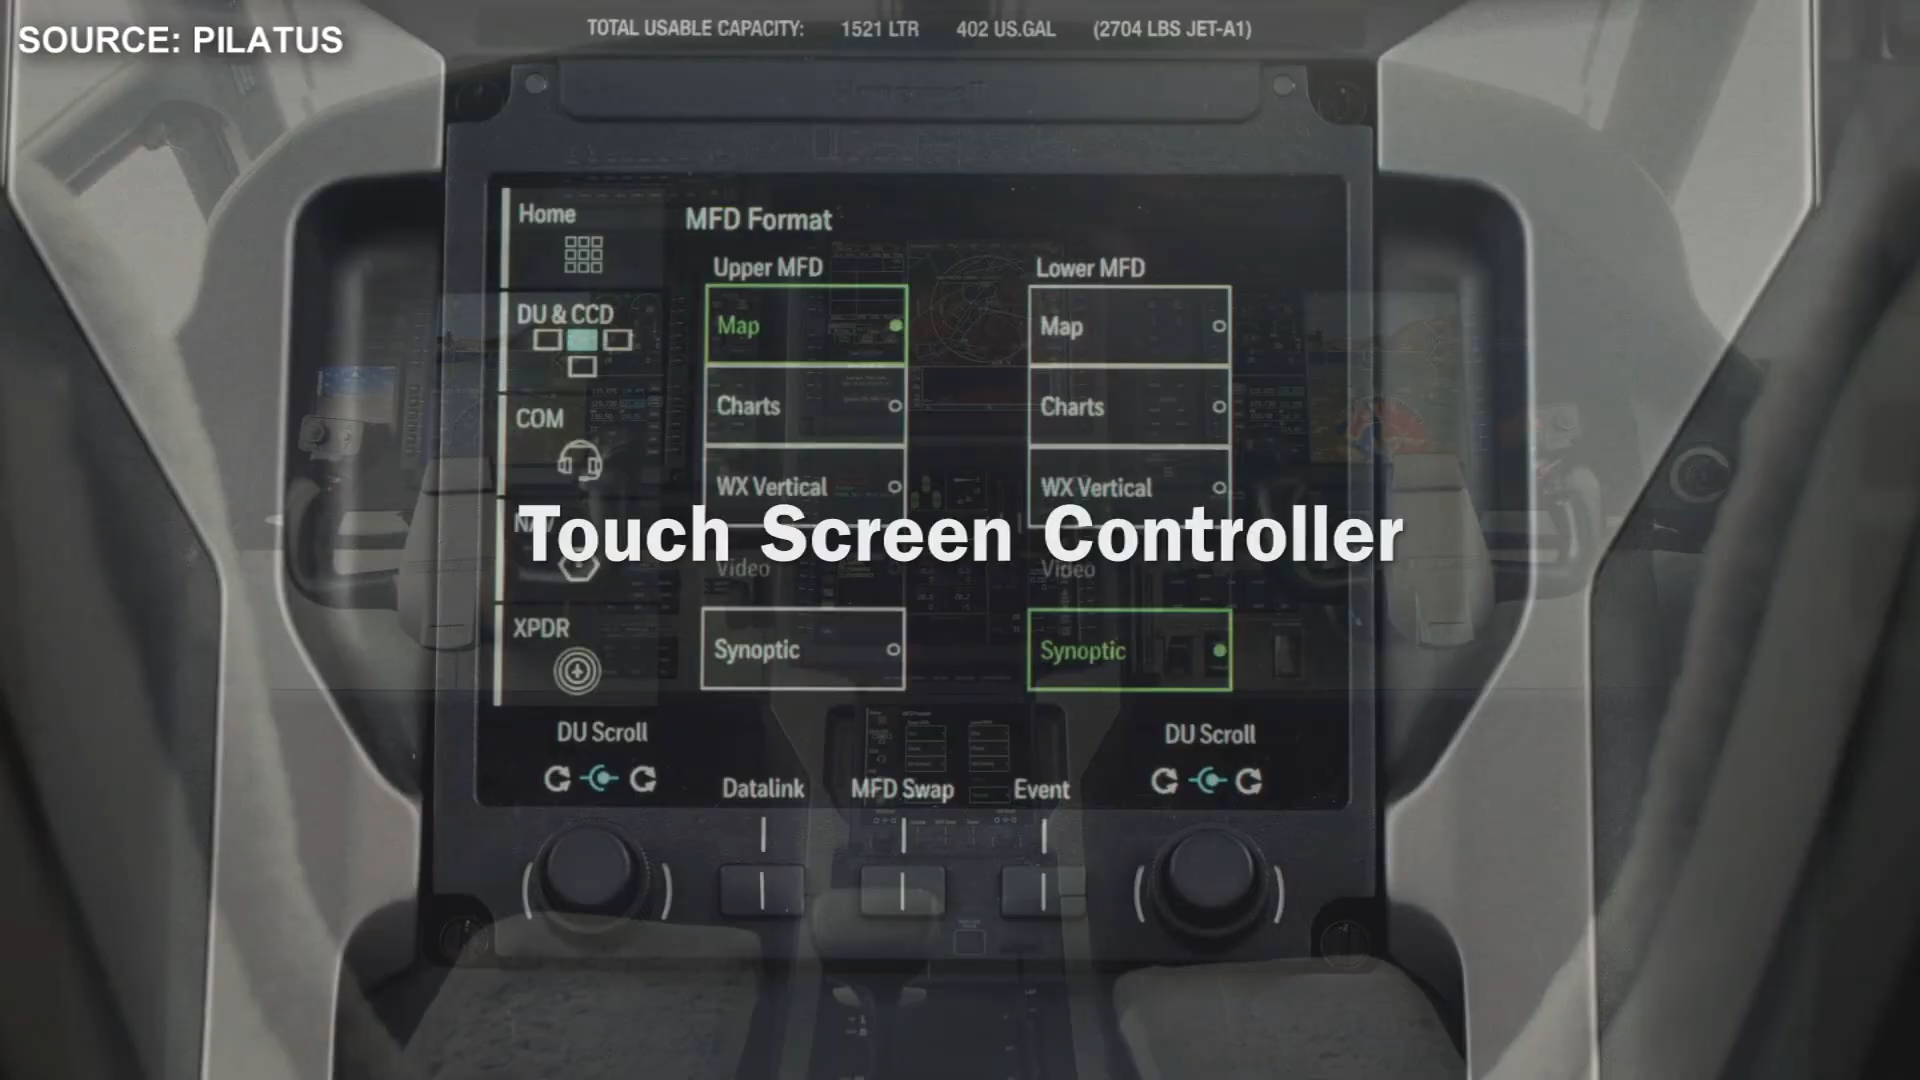 SOURCE: PILATUS
TOTAL USABLE CAPACITY: 1521 LTR 402 US.GAL (2704 LBS JET-A1)
Home
MFD Format
Upper MFD
Lower MFD
DU & CCD
Map
Map
Charts
Charts
COM
WX Vertical
WX Vertical
NAV
Touch Screen Controller
Video
Video
XPDR
Synoptic
Synoptic
DU Scroll
DU Scroll
Datalink
MFD Swap
Event